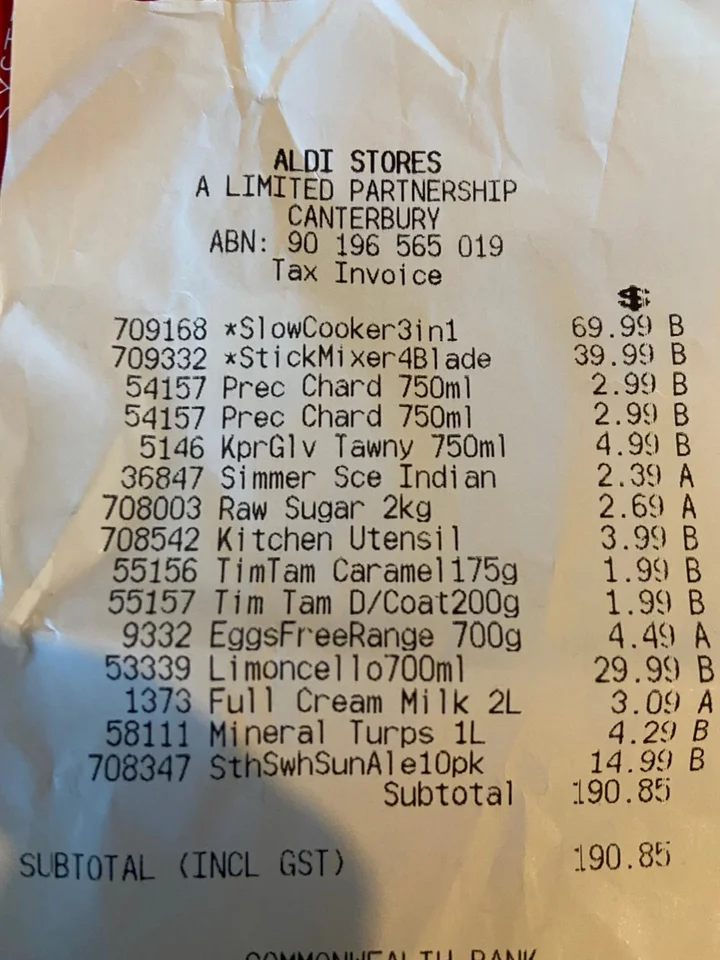 ALDI STORES
A LIMITED PARTNERSHIP
CANTERBURY
ABN: 90 196 565 019
Tax Invoice
$
709168 *SlowCooker3in1 69.99 B
709332 *StickMixer4Blade 39.99 B
54157 Prec Chard 750ml 2.99 B
54157 Prec Chard 750ml 2.99 B
5146 KprGlv Tawny 750ml 4.99 B
36847 Simmer Sce Indian 2.39 A
708003 Raw Sugar 2kg 2.69 A
708542 Kitchen Utensil 3.99 B
55156 TimTam Caramel175g 1.99 B
55157 Tim Tam D/Coat200g 1.99 B
9332 EggsFreeRange 700g 4.49 A
53339 Limoncello700ml 29.99 B
1373 Full Cream Milk 2L 3.09 A
58111 Mineral Turps 1L 4.29 B
708347 SthSwhSunAle10pk 14.99 B
Subtotal 190.85
SUBTOTAL (INCL GST) 190.85
COMMONWEALTH BANK